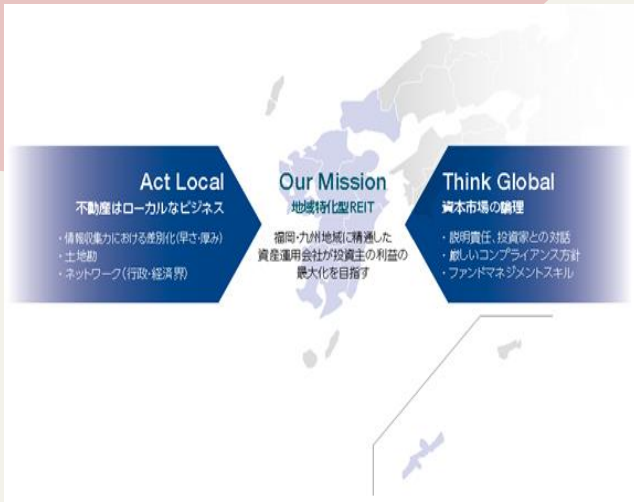 Act Local
不動産はローカルなビジネス
・情報収集力における差別化(早さ・厚み)
・土地勘
・ネットワーク(行政・経済界)
Our Mission
地域特化型REIT
福岡・九州地域に精通した
資産運用会社が投資主の利益の
最大化を目指す
Think Global
資本市場の論理
・説明責任、投資家との対話
・厳しいコンプライアンス方針
・ファンドマネジメントスキル